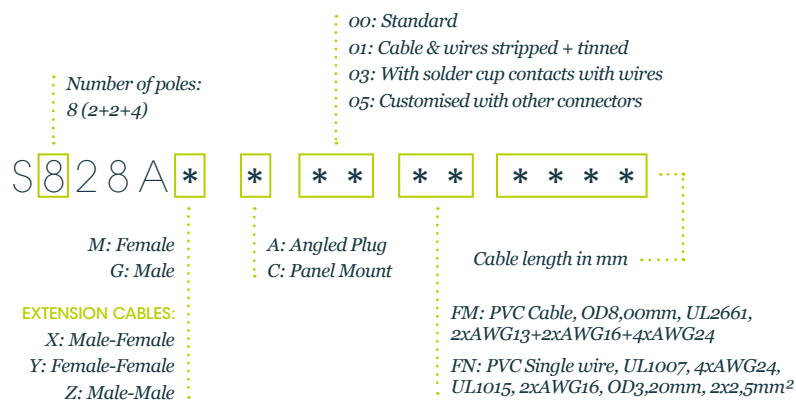 00: Standard
01: Cable & wires stripped + tinned
03: With solder cup contacts with wires
05: Customised with other connectors
Number of poles:
8 (2+2+4)
S828A* * ** ** ****
M: Female
G: Male
A: Angled Plug
C: Panel Mount
Cable length in mm
EXTENSION CABLES:
X: Male-Female
Y: Female-Female
Z: Male-Male
FM: PVC Cable, OD8,00mm, UL2661,
2xAWG13+2xAWG16+4xAWG24
FN: PVC Single wire, UL1007, 4xAWG24,
UL1015, 2xAWG16, OD3,20mm, 2x2,5mm²